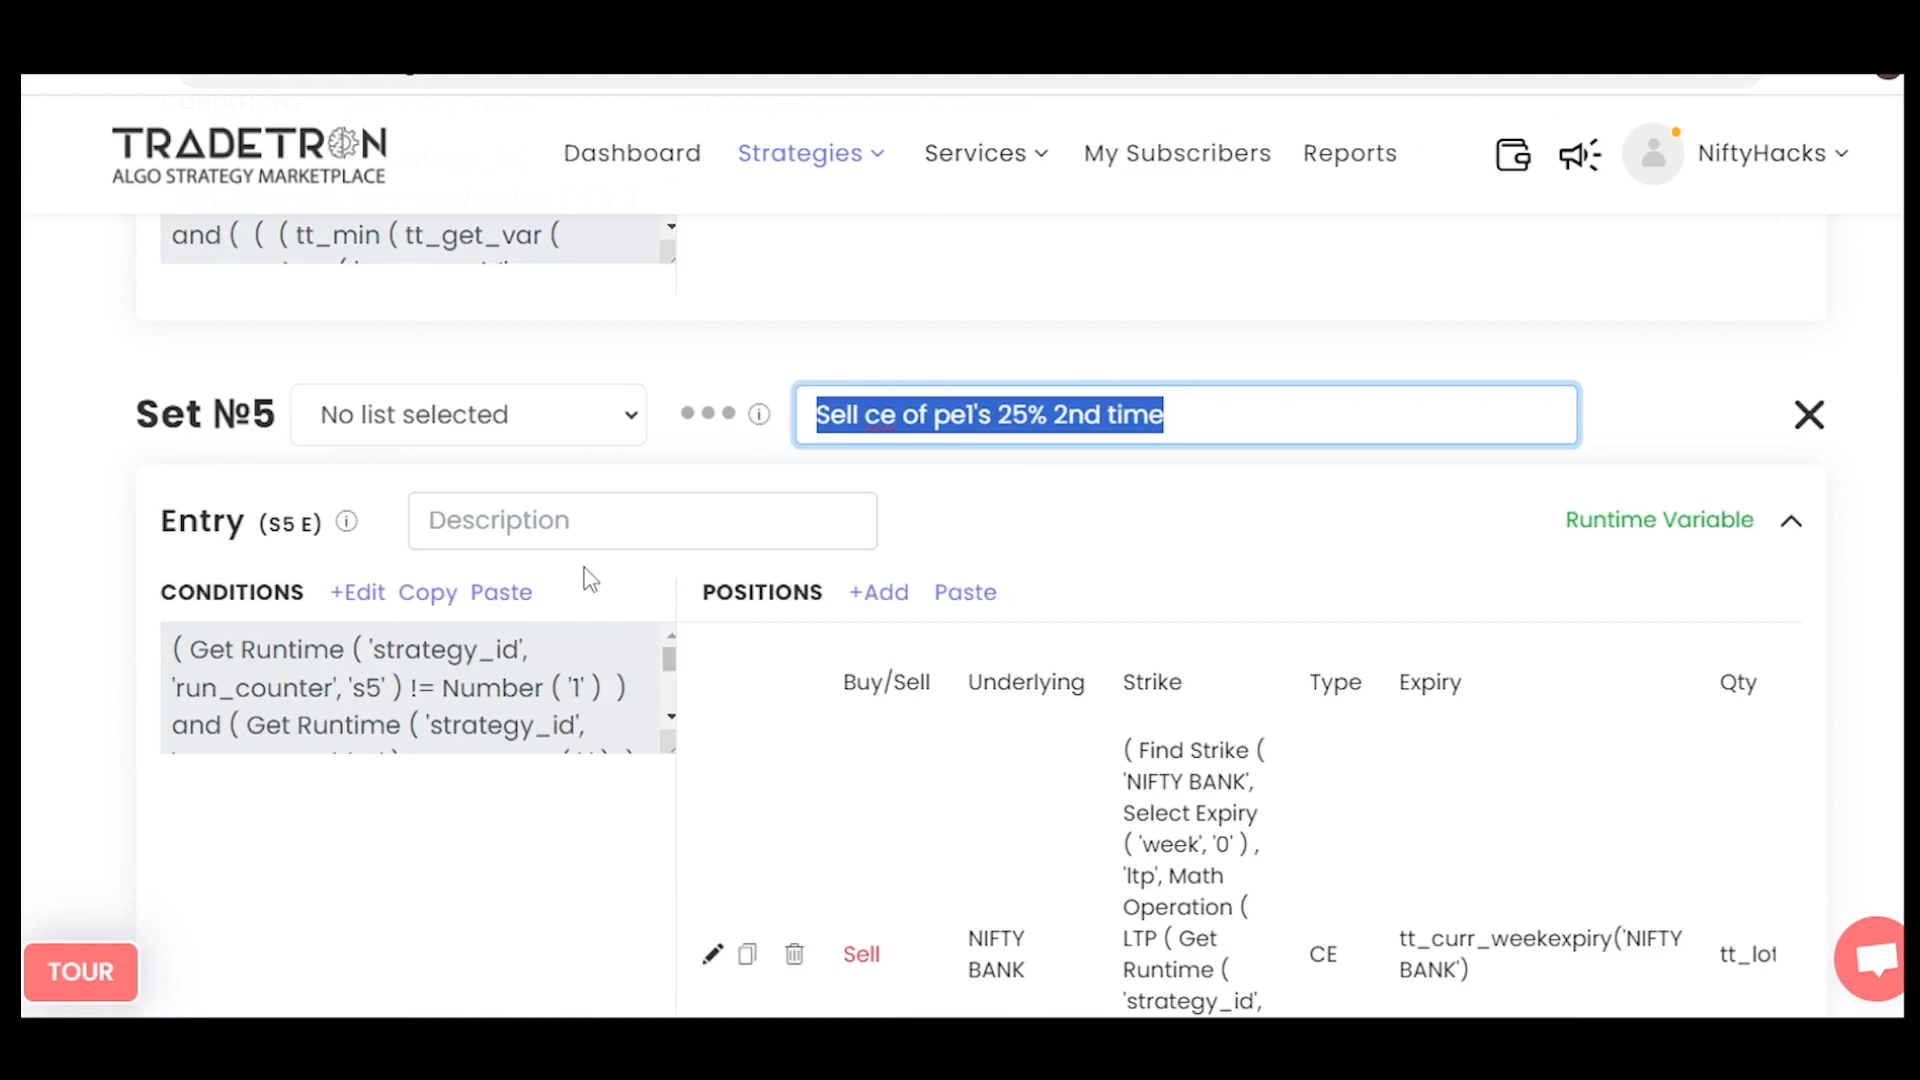 TRADETRON
ALGO STRATEGY MARKETPLACE
Dashboard
Strategies
Services
My Subscribers
Reports
NiftyHacks
and ( ( ( tt_min ( tt_get_var (
Set №5
No list selected
Sell ce of pe1's 25% 2nd time
Entry (S5 E)
Description
Runtime Variable
CONDITIONS
+Edit Copy Paste
POSITIONS
+Add
Paste
( Get Runtime ( 'strategy_id',
'run_counter', 's5' ) != Number ( '1' ) )
and ( Get Runtime ( 'strategy_id',
Buy/Sell
Underlying
Strike
Type
Expiry
Qty
Sell
NIFTY
BANK
( Find Strike (
'NIFTY BANK',
Select Expiry
( 'week', '0' ) ,
'ltp', Math
Operation (
LTP ( Get
Runtime (
'strategy_id',
CE
tt_curr_weekexpiry('NIFTY
BANK')
tt_lot
TOUR